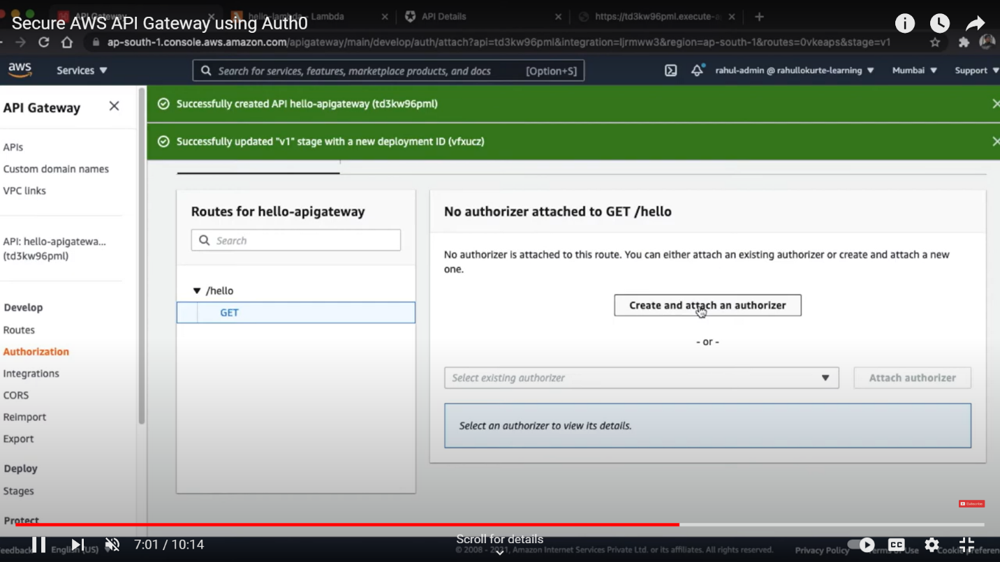 API Gateway
hello-lambda - Lambda
API Details
https://td3kw96pml.execute-a
Secure AWS API Gateway using Auth0
ap-south-1.console.aws.amazon.com/apigateway/main/develop/auth/attach?api=td3kw96pml&integration=ljrmww3&region=ap-south-1&routes=0vkeaps&stage=v1
aws
Services
Search for services, features, marketplace products, and docs
[Option+S]
rahul-admin @ rahullokurte-learning
Mumbai
Support
API Gateway
APIs
Custom domain names
VPC links
API: hello-apigatewa...
(td3kw96pml)
Develop
Routes
Authorization
Integrations
CORS
Reimport
Export
Deploy
Stages
Protect
Successfully created API hello-apigateway (td3kw96pml)
Successfully updated "v1" stage with a new deployment ID (vfxucz)
Routes for hello-apigateway
Search
/hello
GET
No authorizer attached to GET /hello
No authorizer is attached to this route. You can either attach an existing authorizer or create and attach a new
one.
Create and attach an authorizer
- or -
Select existing authorizer
Attach authorizer
Select an authorizer to view its details.
7:01 / 10:14
Scroll for details
CC
English (US)
© 2008 - 2021, Amazon Internet Services Private Ltd. or its affiliates. All rights reserved.
Privacy Policy
Terms of Use